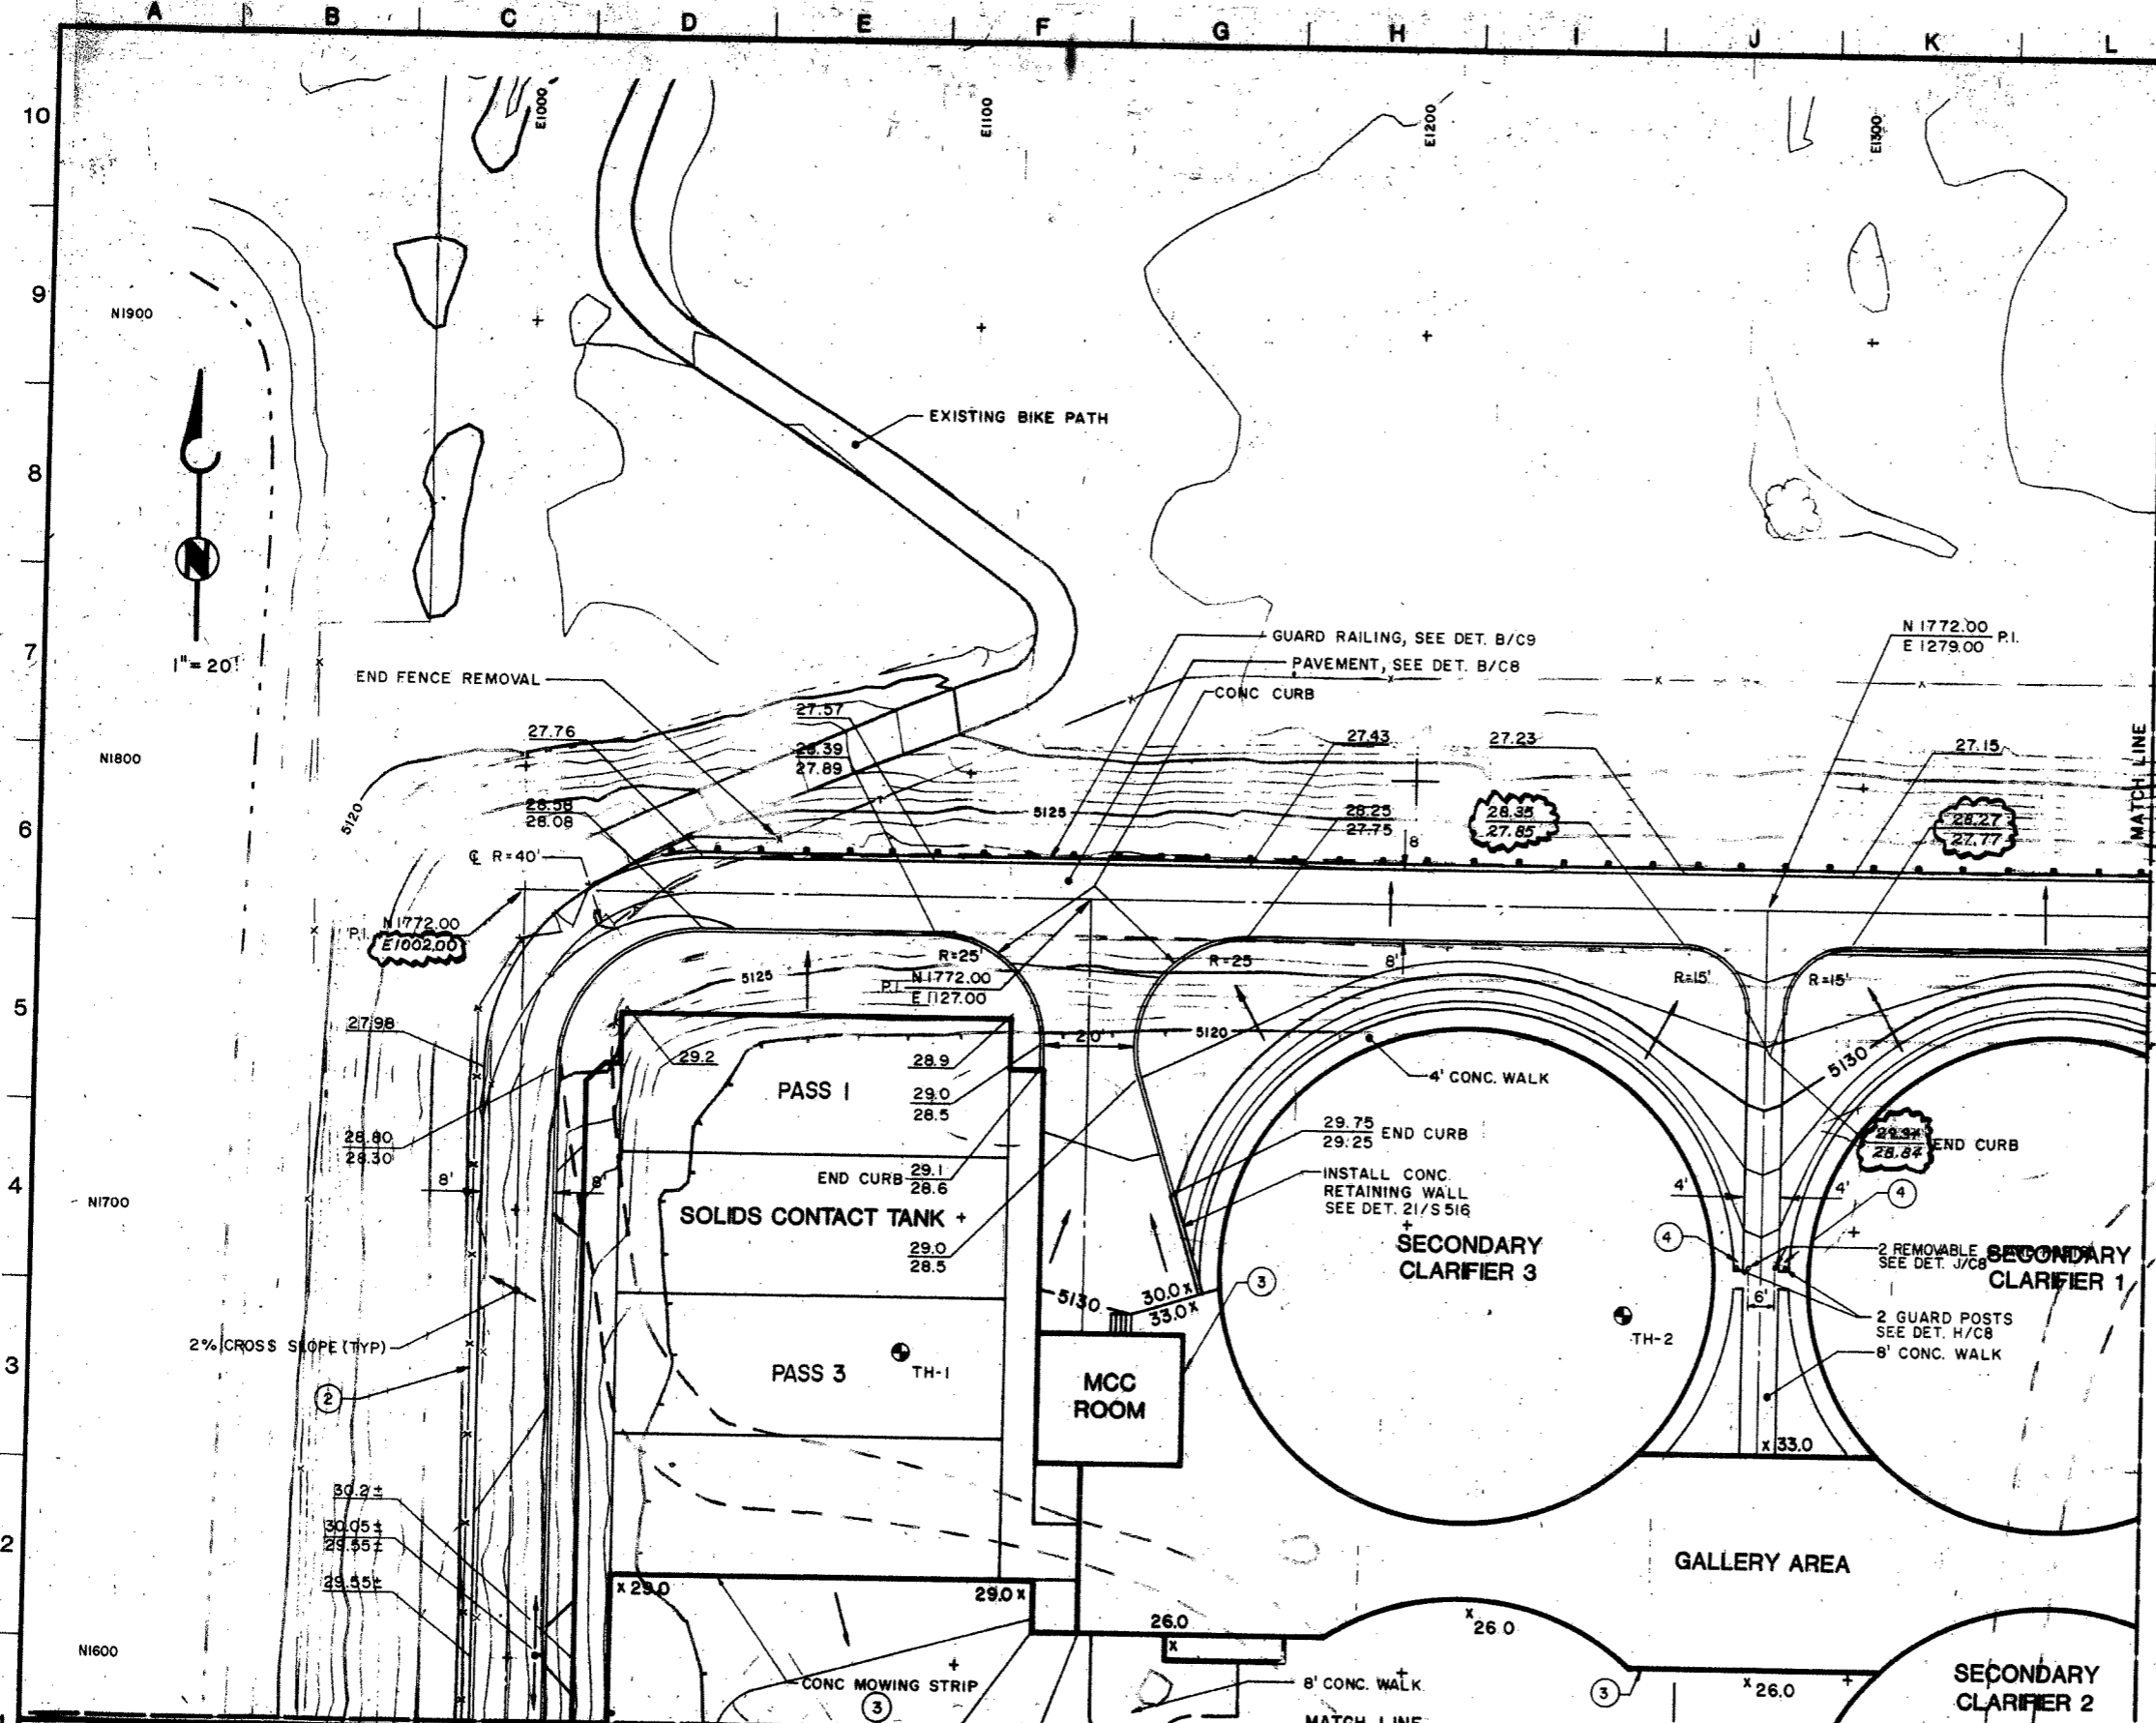 A B C D E F G H I J K L
10
E1000
E1100
E1200
E1300
9
N1900
EXISTING BIKE PATH
8
N
1" = 20'
7
GUARD RAILING, SEE DET. B/C9
PAVEMENT, SEE DET. B/C8
CONC CURB
N 1772.00
E 1279.00
P.I.
END FENCE REMOVAL
27.76
27.57
28.39
27.89
27.43
27.23
27.15
N1800
MATCH LINE
5120
28.58
28.08
5125
28.25
27.75
8
28.35
27.85
28.27
27.77
6
℄ R=40'
P.I.
N 1772.00
E 1002.00
R=25'
P.I.
N 1772.00
E 1127.00
R=25
8'
R=15'
R=15'
5125
5
27.98
29.2
28.9
20'
5120
4' CONC. WALK
5130
PASS 1
29.0
28.5
28.80
28.30
29.75
29.25
END CURB
28.84
END CURB
END CURB
29.1
28.6
INSTALL CONC.
RETAINING WALL
SEE DET. 21/S516
4
8'
8'
4'
4'
4
4
N1700
SOLIDS CONTACT TANK
29.0
28.5
SECONDARY
CLARIFIER 3
2 REMOVABLE
SEE DET. J/C8
SECONDARY
CLARIFIER 1
3
5130
30.0 X
33.0 X
6'
2 GUARD POSTS
SEE DET. H/C8
8' CONC. WALK
TH-2
2% CROSS SLOPE (TYP)
3
2
PASS 3
TH-1
MCC
ROOM
X 33.0
30.2±
30.05±
29.55±
29.55±
2
GALLERY AREA
X 29.0
29.0 X
26.0
X
X
26.0
N1600
CONC MOWING STRIP
3
8' CONC. WALK
MATCH LINE
3
X 26.0
SECONDARY
CLARIFIER 2